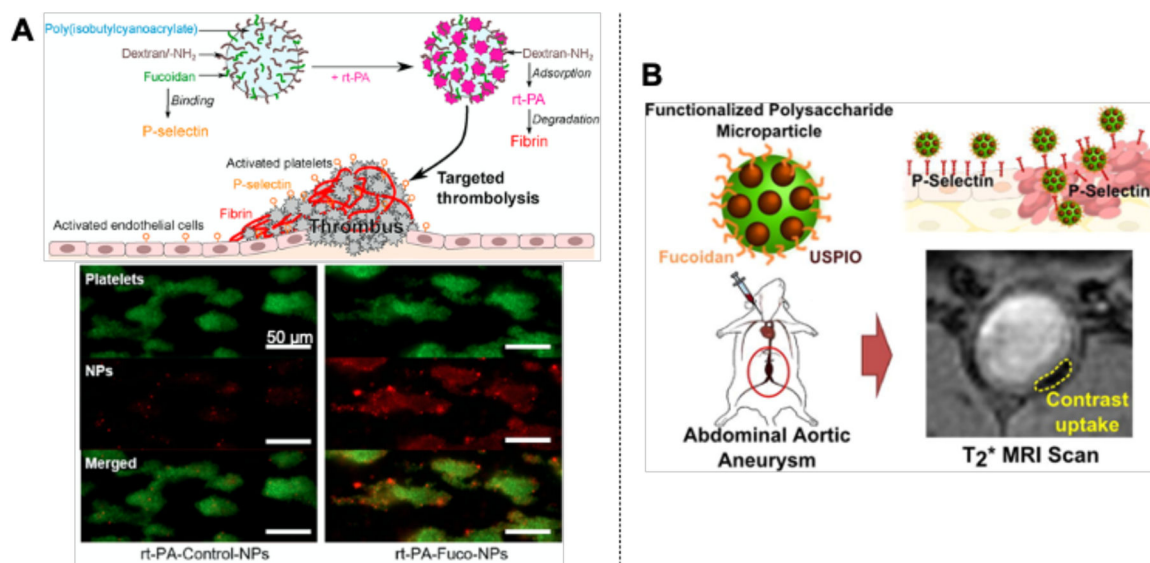 A
Poly(isobutylcyanoacrylate)
Dextran/-NH₂
Fucoidan
Binding
P-selectin
+ rt-PA
Dextran-NH₂
Adsorption
rt-PA
Degradation
Fibrin
Activated platelets
P-selectin
Targeted
thrombolysis
Fibrin
Activated endothelial cells
Thrombus
Platelets
50 µm
NPs
Merged
rt-PA-Control-NPs
rt-PA-Fuco-NPs
B
Functionalized Polysaccharide
Microparticle
Fucoidan
USPIO
P-Selectin
P-Selectin
Abdominal Aortic
Aneurysm
Contrast
uptake
T₂* MRI Scan